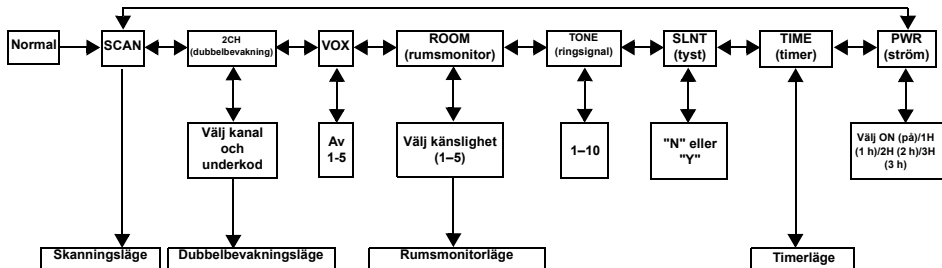 Normal
SCAN
2CH
(dubbelbevakning)
VOX
ROOM
(rumsmonitor)
TONE
(ringsignal)
SLNT
(tyst)
TIME
(timer)
PWR
(ström)
Välj kanal
och
underkod
Av
1-5
Välj känslighet
(1–5)
1–10
"N" eller
"Y"
Välj ON (på)/1H
(1 h)/2H (2 h)/3H
(3 h)
Skanningsläge
Dubbelbevakningsläge
Rumsmonitorläge
Timerläge